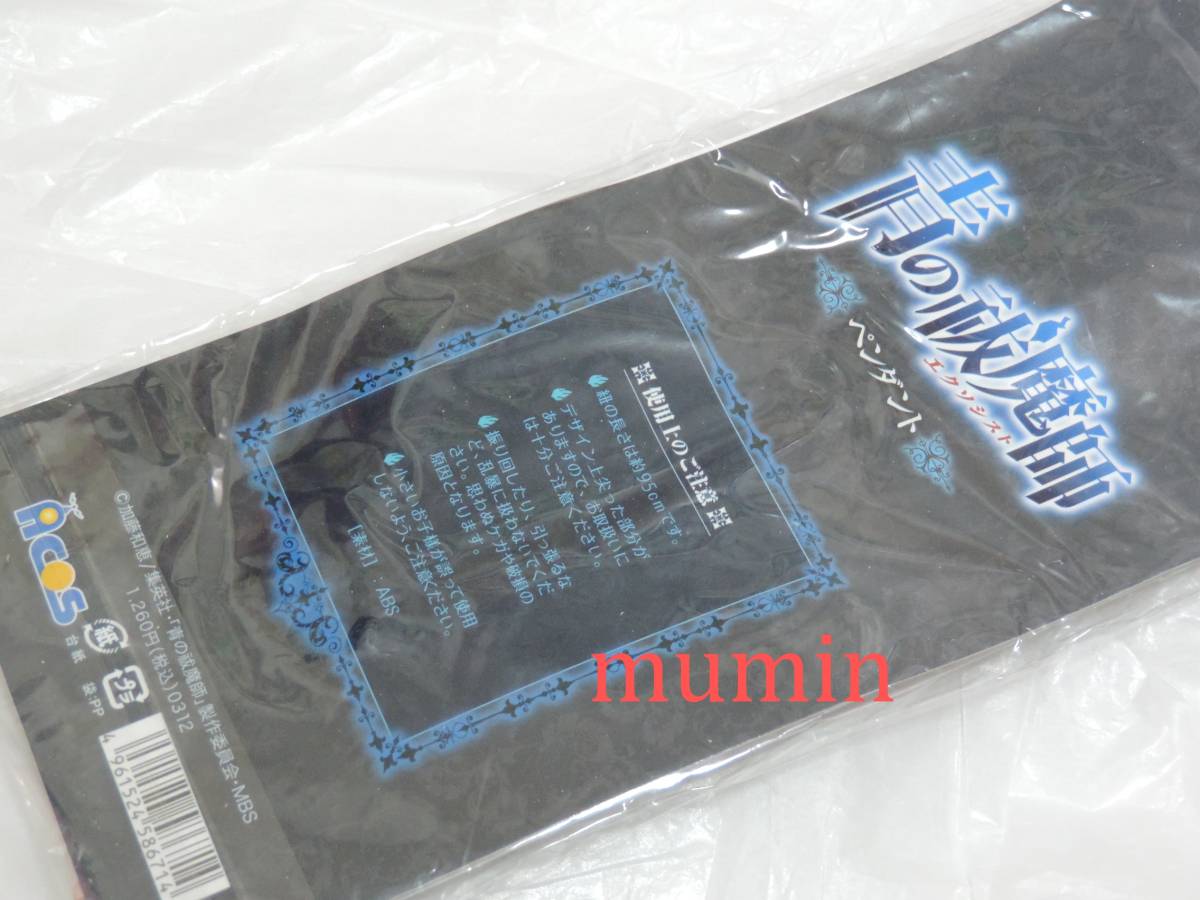 青の祓魔師
エクソシスト
ペンダント
使用上のご注意
紐の長さは約95cmです。
デザイン上尖った部分が
ありますので、お取扱いに
は十分ご注意ください。
振り回したり、引っ張るな
ど、乱暴に扱わないでくだ
さい。思わぬケガや破損の
原因となります。
小さいお子様が誤って使用
しないよう、ご注意ください。
［素材］：ABS
©加藤和恵/集英社・「青の祓魔師」製作委員会・MBS
1,260円(税込)0312
ACOS
紙
台紙
プラ
袋:PP
4961524586714
mumin